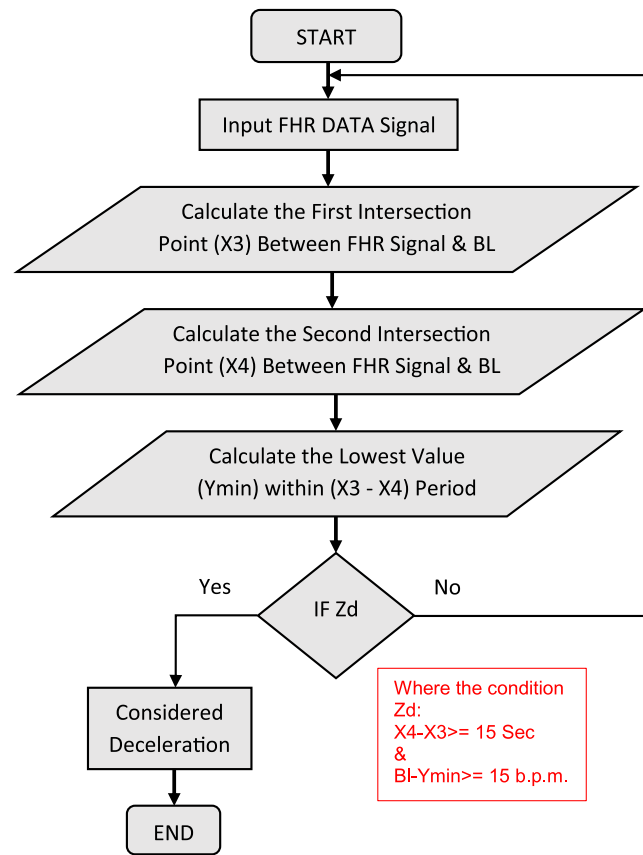 START
Input FHR DATA Signal
Calculate the First Intersection
Point (X3) Between FHR Signal & BL
Calculate the Second Intersection
Point (X4) Between FHR Signal & BL
Calculate the Lowest Value
(Ymin) within (X3 - X4) Period
Yes
IF Zd
No
Considered
Deceleration
END
Where the condition
Zd:
X4-X3>= 15 Sec
&
Bl-Ymin>= 15 b.p.m.